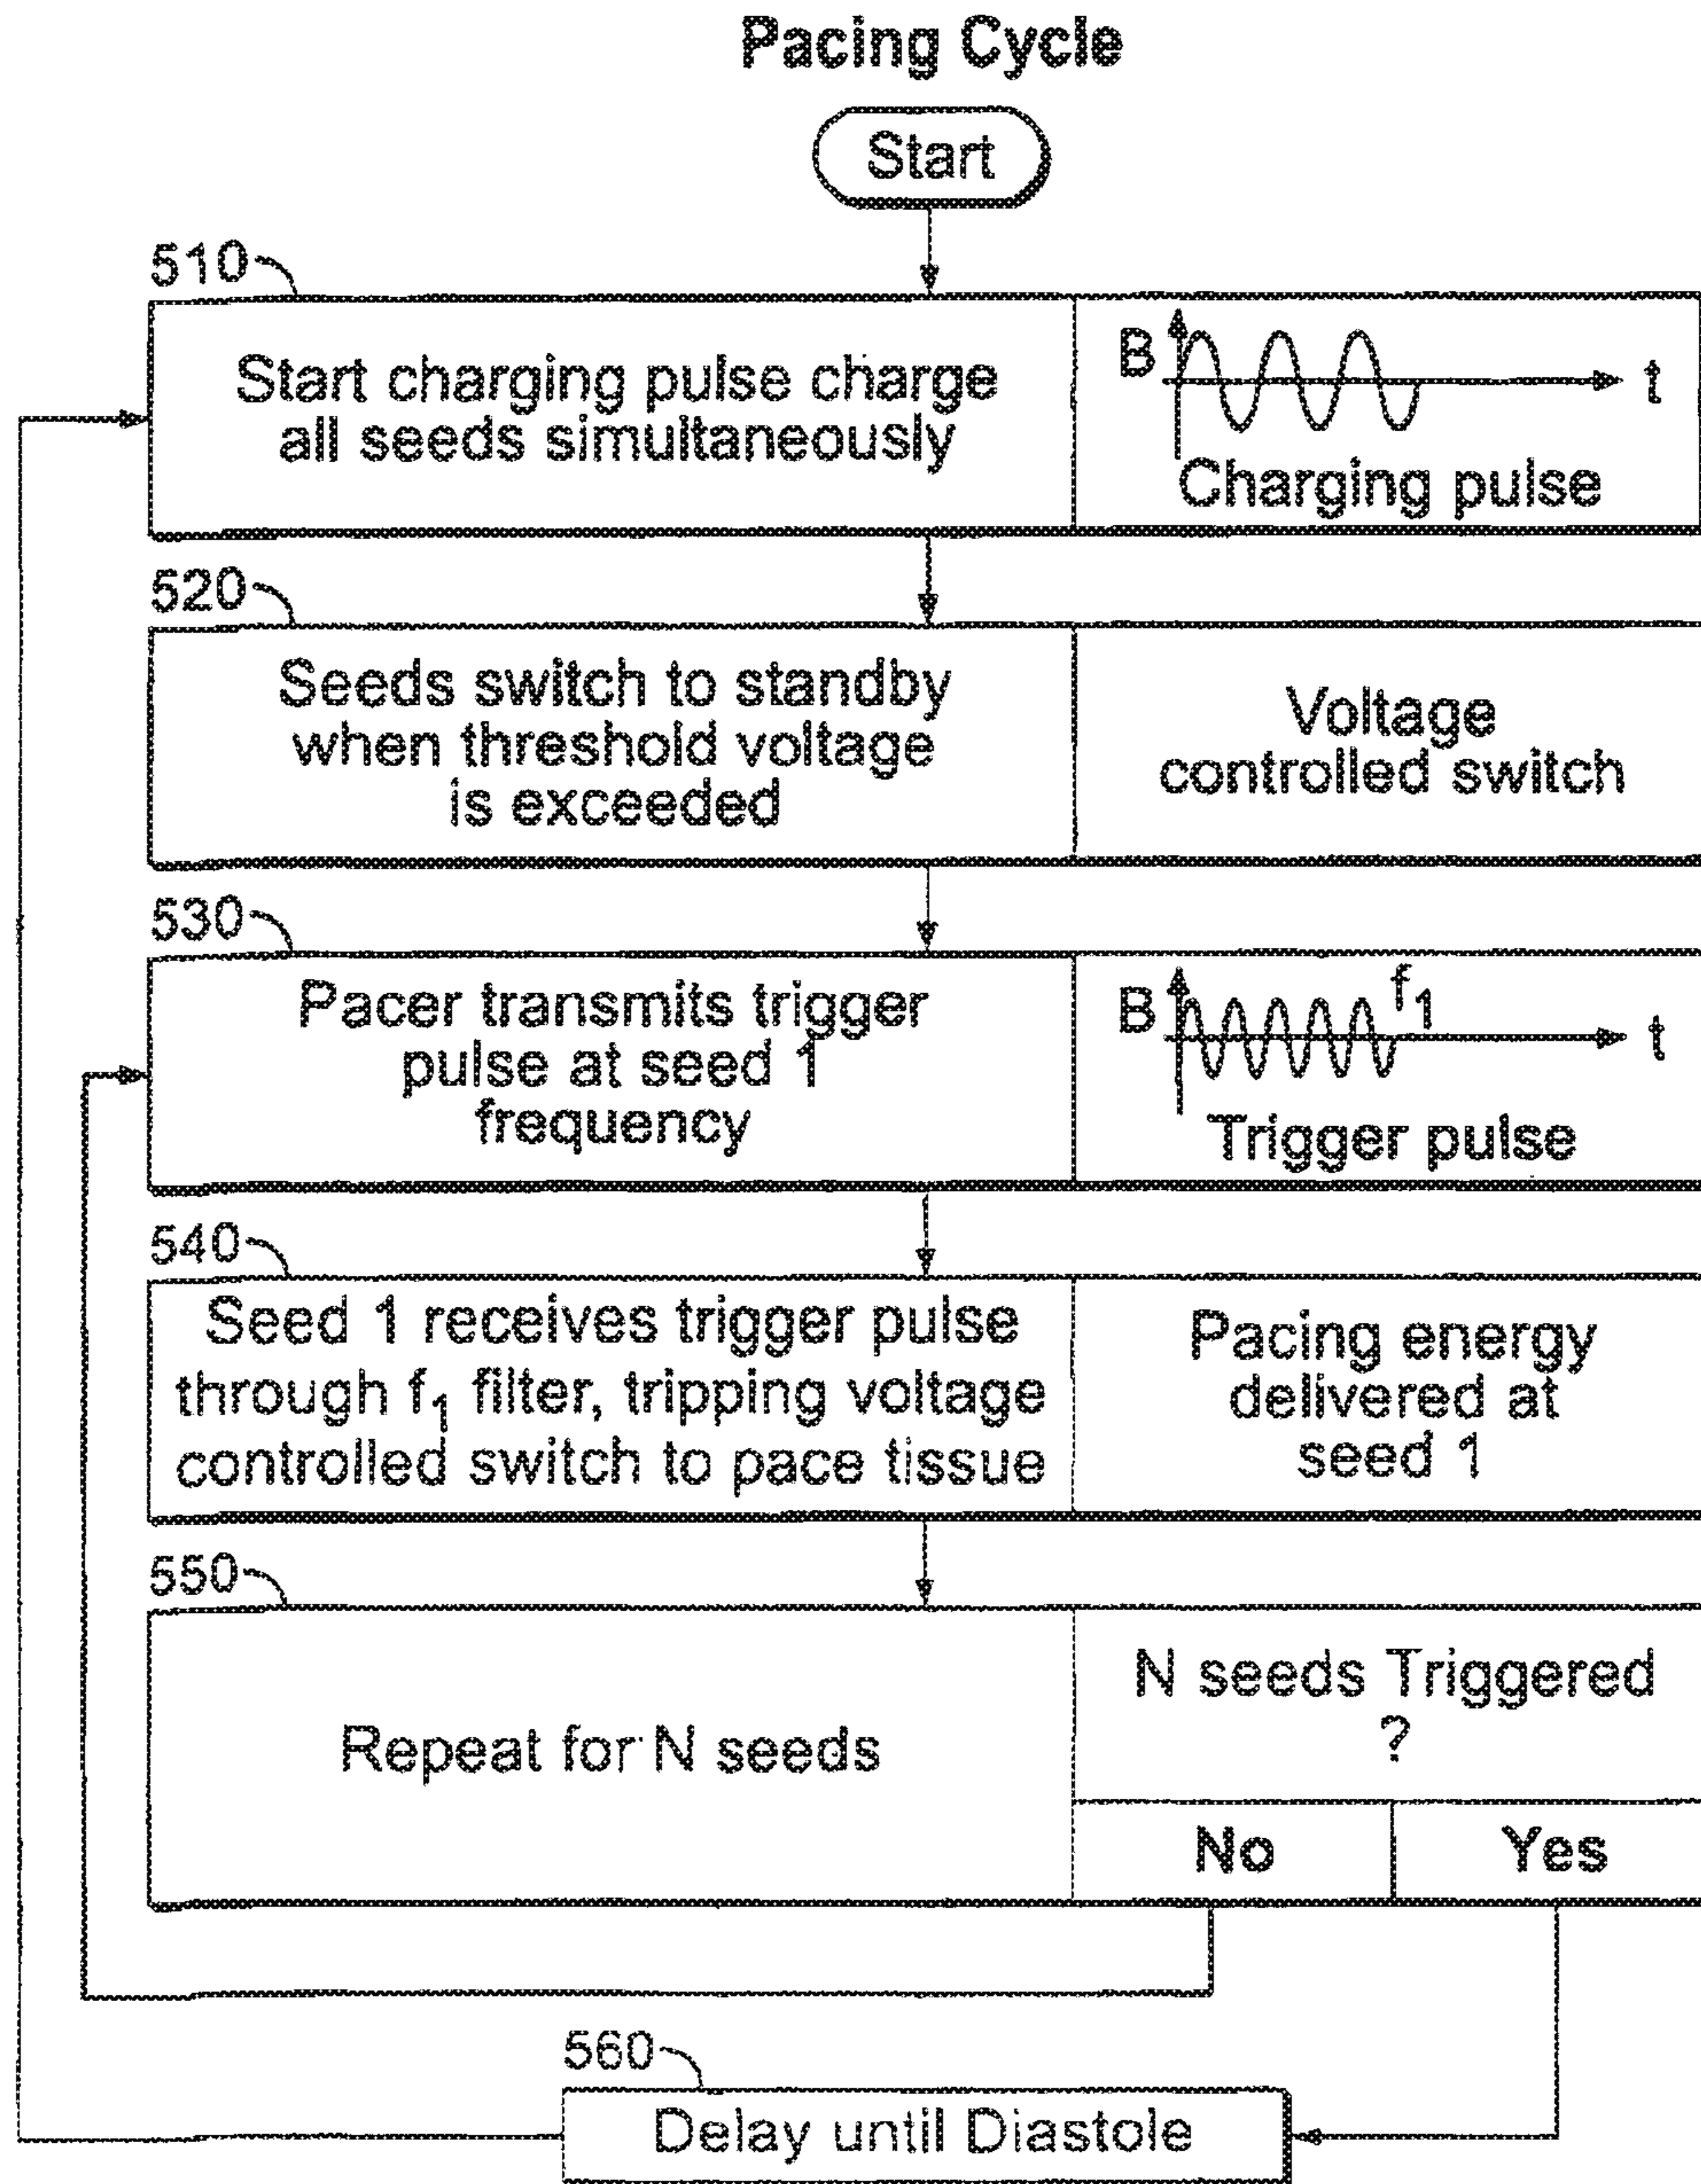 Pacing Cycle
Start
510
Start charging pulse charge
all seeds simultaneously
B
t
Charging pulse
520
Seeds switch to standby
when threshold voltage
is exceeded
Voltage
controlled switch
530
Pacer transmits trigger
pulse at seed 1
frequency
B
f1
t
Trigger pulse
540
Seed 1 receives trigger pulse
through f1 filter, tripping voltage
controlled switch to pace tissue
Pacing energy
delivered at
seed 1
550
Repeat for N seeds
N seeds Triggered
?
No
Yes
560
Delay until Diastole